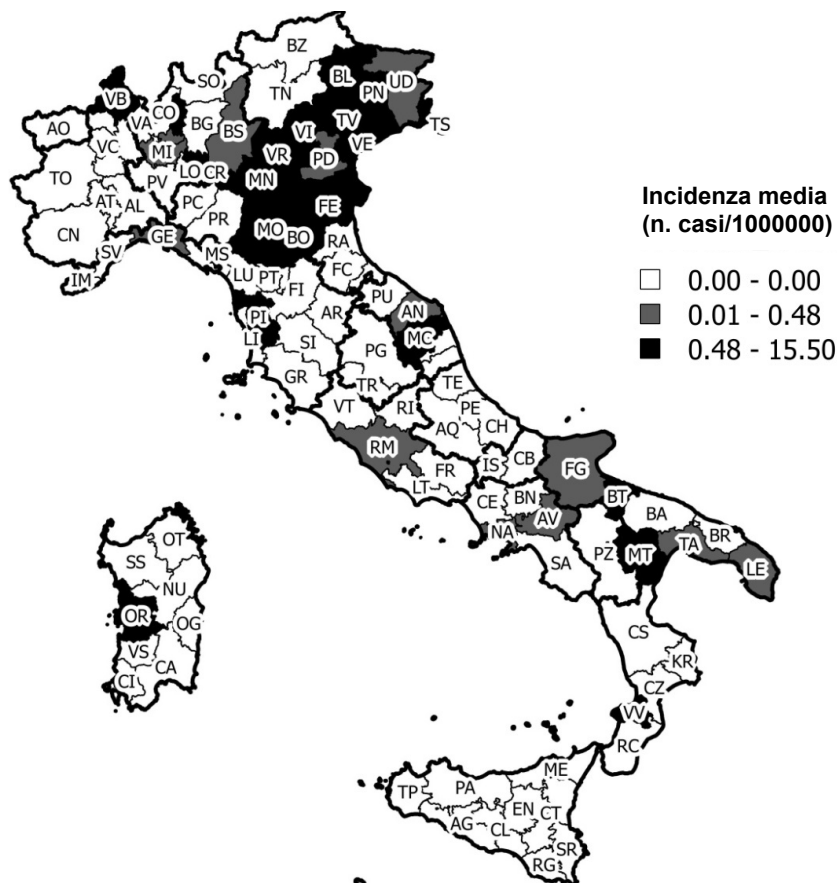 BZ
BL
UD
SO
TN
PN
VB
CO
BG
VA
BS
VI
TV
TS
AO
VC
MI
VR
PD
VE
TO
PV
LO
CR
MN
AT
AL
PC
PR
FE
CN
GE
MO
BO
SV
MS
RA
IM
LU
PT
FI
FC
PU
PI
AR
AN
LI
SI
MC
GR
PG
TR
TE
VT
RI
PE
RM
AQ
CH
FR
IS
CB
LT
FG
CE
BN
BT
NA
AV
BA
BR
SA
PZ
MT
TA
LE
OT
SS
NU
OR
OG
VS
CA
CI
CS
KR
CZ
VV
RC
ME
TP
PA
EN
CT
AG
CL
SR
RG
Incidenza media
(n. casi/1000000)
0.00 - 0.00
0.01 - 0.48
0.48 - 15.50